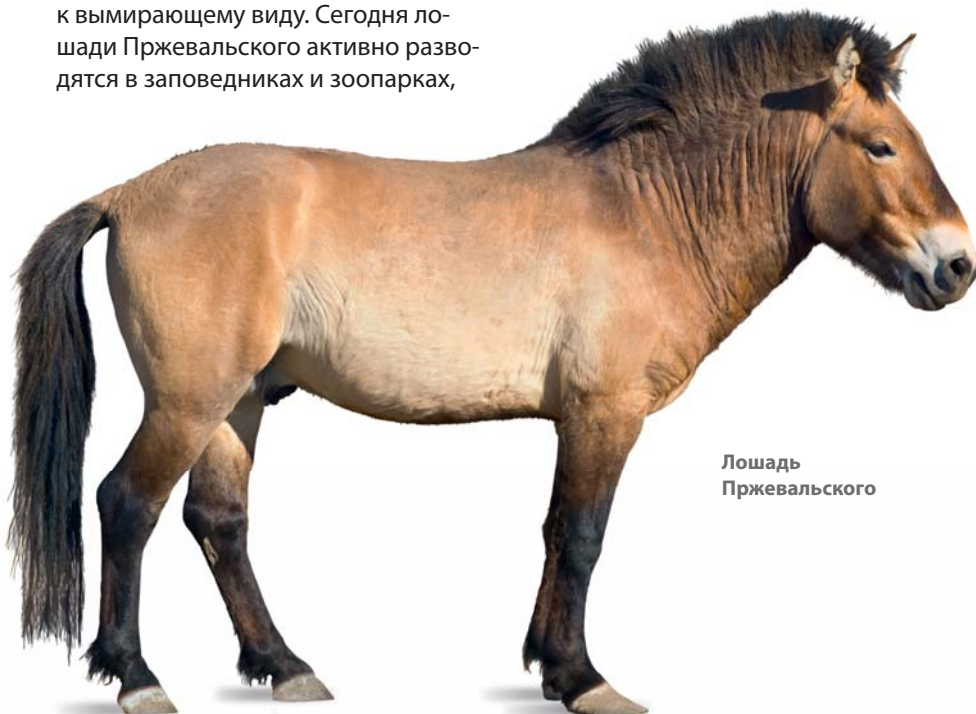 к вымирающему виду. Сегодня ло-
шади Пржевальского активно разво-
дятся в заповедниках и зоопарках,
Лошадь
Пржевальского